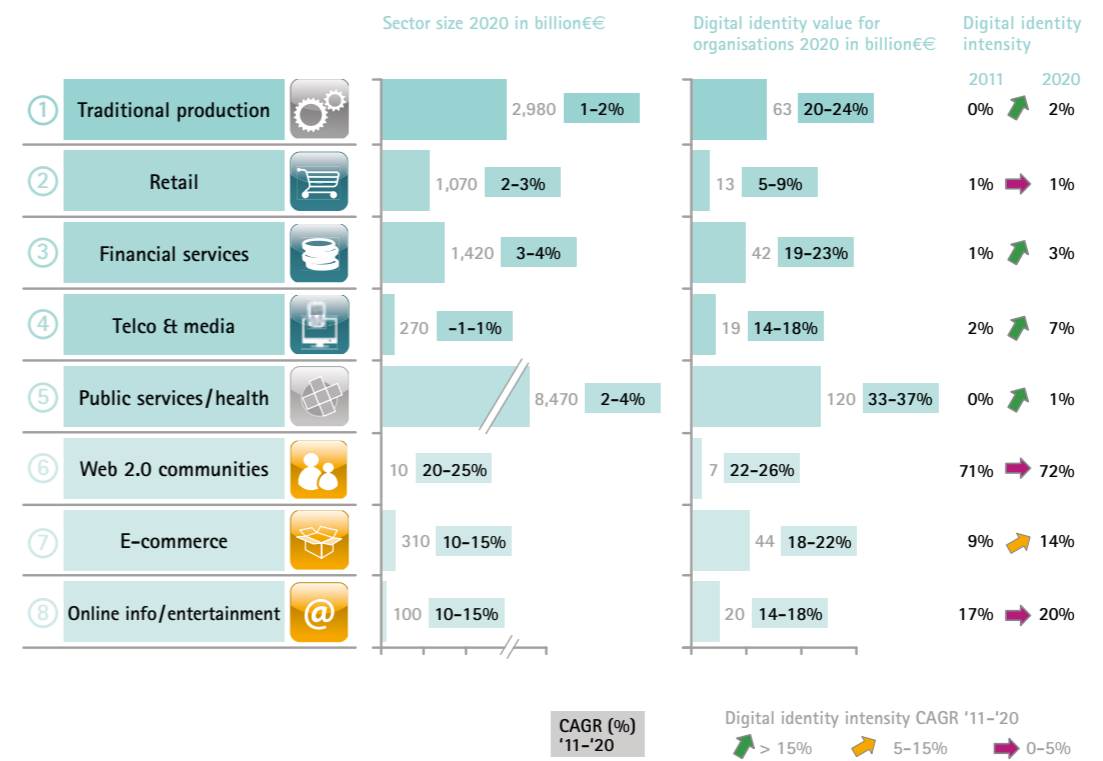 Sector size 2020 in billion€€
Digital identity value for
organisations 2020 in billion€€
Digital identity
intensity
2011 2020
1 Traditional production 2,980 1–2% 63 20–24% 0% 2%
2 Retail 1,070 2–3% 13 5–9% 1% 1%
3 Financial services 1,420 3–4% 42 19–23% 1% 3%
4 Telco & media 270 -1–1% 19 14–18% 2% 7%
5 Public services/health 8,470 2–4% 120 33–37% 0% 1%
6 Web 2.0 communities 10 20–25% 7 22–26% 71% 72%
7 E-commerce 310 10–15% 44 18–22% 9% 14%
8 Online info/entertainment @ 100 10–15% 20 14–18% 17% 20%
CAGR (%)
'11-'20
Digital identity intensity CAGR '11-'20
> 15% 5-15% 0-5%